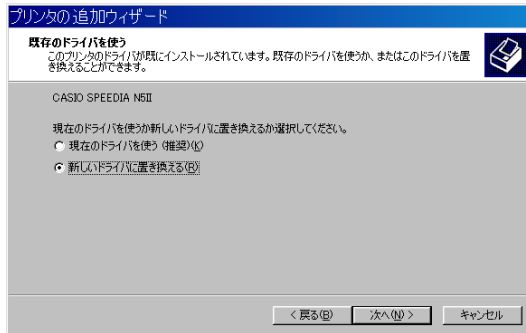 プリンタの追加ウィザード
既存のドライバを使う
このプリンタのドライバが既にインストールされています。既存のドライバを使うか、またはこのドライバを置
き換えることができます。
CASIO SPEEDIA N5II
現在のドライバを使うか新しいドライバに置き換えるか選択してください。
現在のドライバを使う (推奨)(K)
新しいドライバに置き換える(R)
< 戻る(B) 次へ(N) > キャンセル